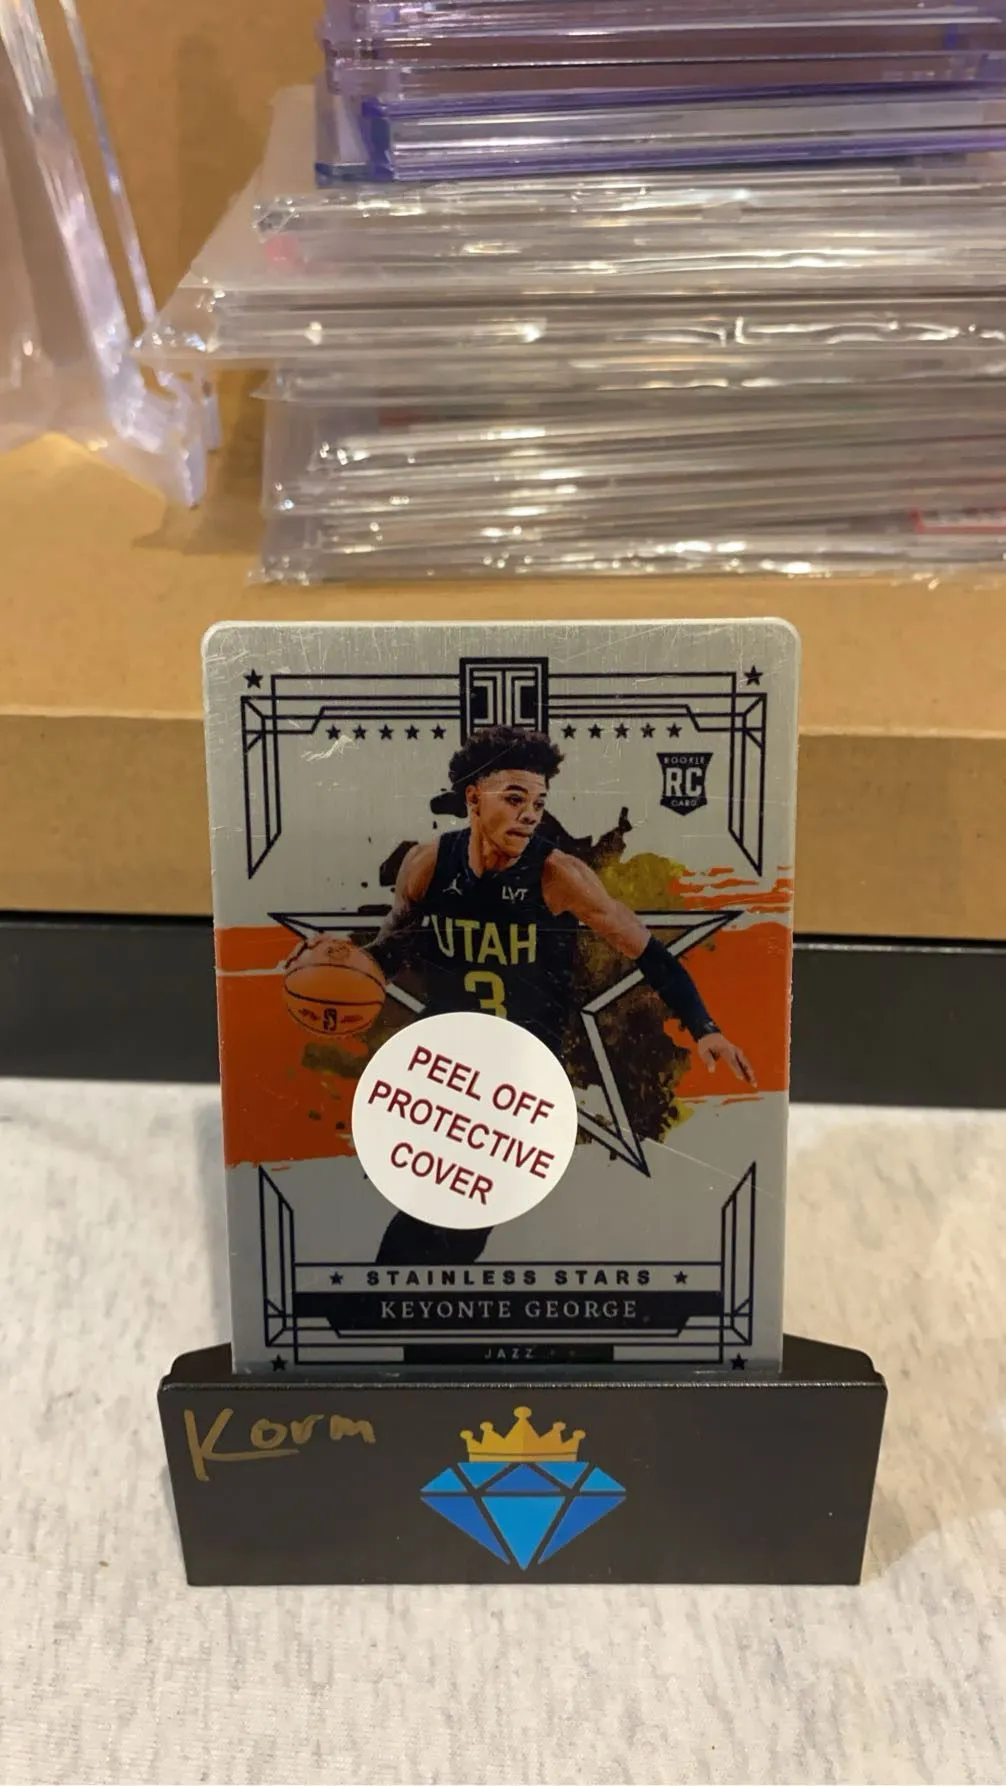 ROOKIE
RC
CARD
LVT
UTAH
3
PEEL OFF
PROTECTIVE
COVER
STAINLESS STARS
KEYONTE GEORGE
JAZZ
Korm